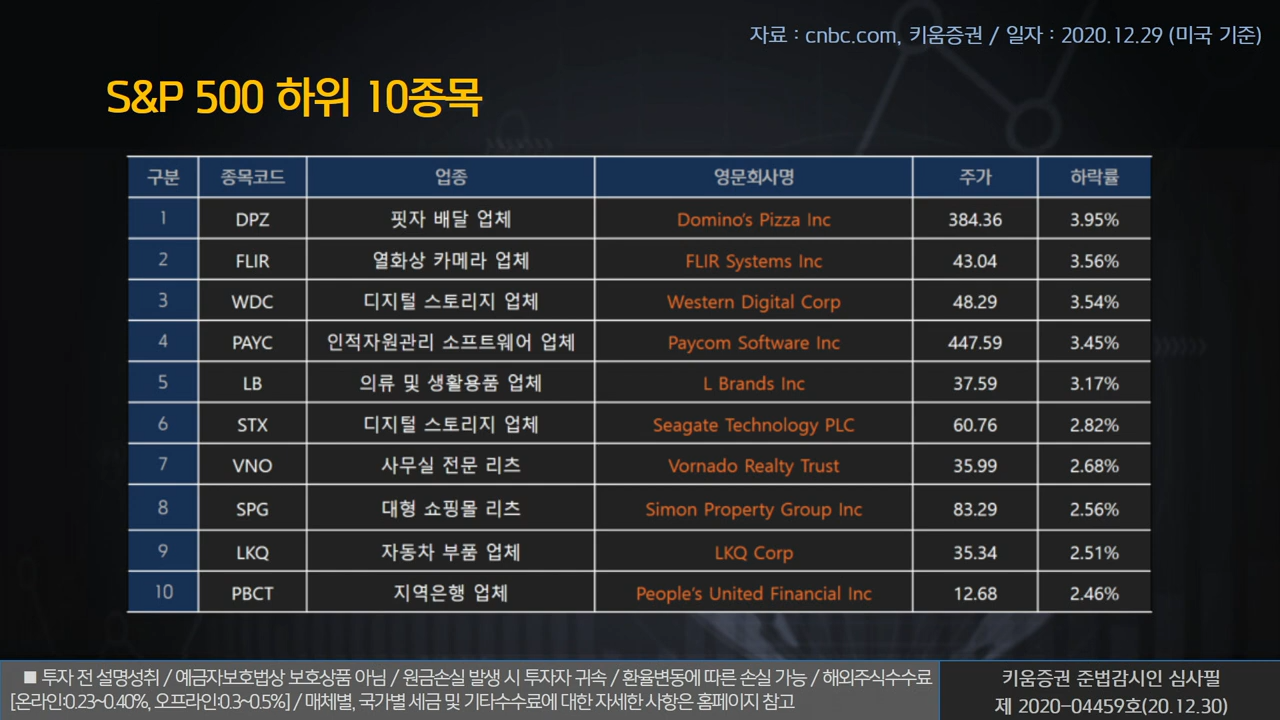 자료 : cnbc.com, 키움증권 / 일자 : 2020.12.29 (미국 기준)
S&P 500 하위 10종목
구분 종목코드 업종 영문회사명 주가 하락률
1 DPZ 핏자 배달 업체 Domino's Pizza Inc 384.36 3.95%
2 FLIR 열화상 카메라 업체 FLIR Systems Inc 43.04 3.56%
3 WDC 디지털 스토리지 업체 Western Digital Corp 48.29 3.54%
4 PAYC 인적자원관리 소프트웨어 업체 Paycom Software Inc 447.59 3.45%
5 LB 의류 및 생활용품 업체 L Brands Inc 37.59 3.17%
6 STX 디지털 스토리지 업체 Seagate Technology PLC 60.76 2.82%
7 VNO 사무실 전문 리츠 Vornado Realty Trust 35.99 2.68%
8 SPG 대형 쇼핑몰 리츠 Simon Property Group Inc 83.29 2.56%
9 LKQ 자동차 부품 업체 LKQ Corp 35.34 2.51%
10 PBCT 지역은행 업체 People's United Financial Inc 12.68 2.46%
■ 투자 전 설명청취 / 예금자보호법상 보호상품 아님 / 원금손실 발생 시 투자자 귀속 / 환율변동에 따른 손실 가능 / 해외주식수수료
[온라인:0.23~0.40%, 오프라인:0.3~0.5%] / 매체별, 국가별 세금 및 기타수수료에 대한 자세한 사항은 홈페이지 참고
키움증권 준법감시인 심사필
제 2020-04459호(20.12.30)